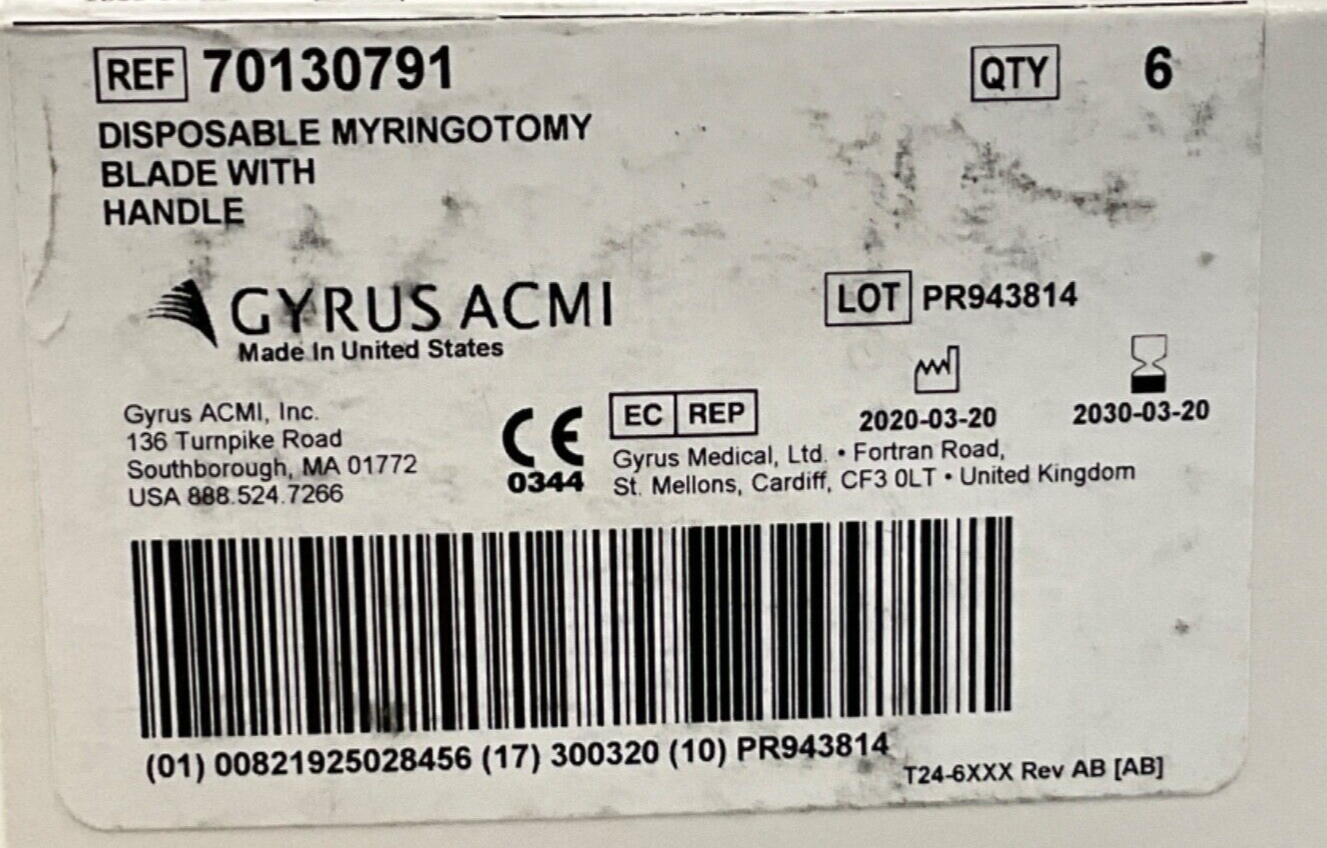 REF 70130791
QTY 6
DISPOSABLE MYRINGOTOMY
BLADE WITH
HANDLE
GYRUS ACMI
Made In United States
LOT PR943814
2020-03-20
2030-03-20
Gyrus ACMI, Inc.
136 Turnpike Road
Southborough, MA 01772
USA 888.524.7266
CE
0344
EC REP
Gyrus Medical, Ltd. • Fortran Road,
St. Mellons, Cardiff, CF3 0LT • United Kingdom
(01) 00821925028456 (17) 300320 (10) PR943814
T24-6XXX Rev AB [AB]